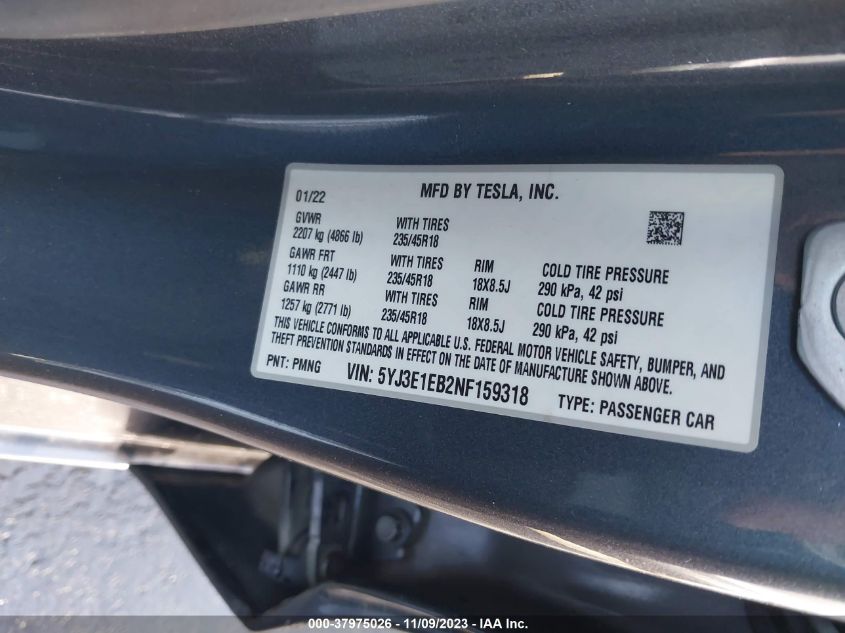 01/22 MFD BY TESLA, INC.
GVWR WITH TIRES
2207 kg (4866 lb) 235/45R18
GAWR FRT WITH TIRES RIM COLD TIRE PRESSURE
1110 kg (2447 lb) 235/45R18 18X8.5J 290 kPa, 42 psi
GAWR RR WITH TIRES RIM COLD TIRE PRESSURE
1257 kg (2771 lb) 235/45R18 18X8.5J 290 kPa, 42 psi
THIS VEHICLE CONFORMS TO ALL APPLICABLE U.S. FEDERAL MOTOR VEHICLE SAFETY, BUMPER, AND
THEFT PREVENTION STANDARDS IN EFFECT ON THE DATE OF MANUFACTURE SHOWN ABOVE.
PNT: PMNG VIN: 5YJ3E1EB2NF159318 TYPE: PASSENGER CAR
000-37975026 - 11/09/2023 - IAA Inc.